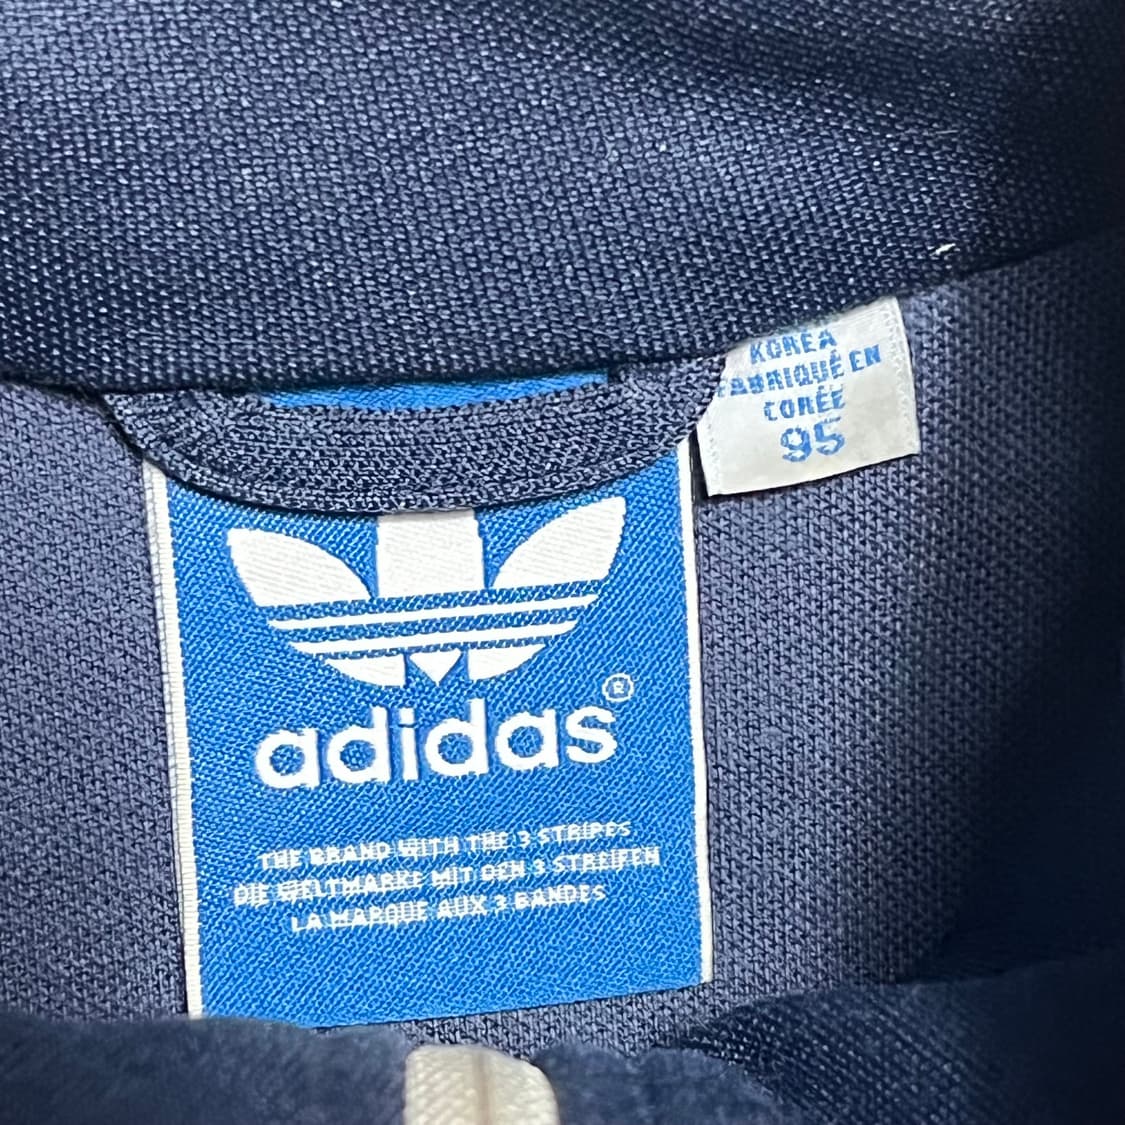 KOREA
FABRIQUÉ EN
CORÉE
95
adidas®
THE BRAND WITH THE 3 STRIPES
DIE WELTMARKE MIT DEN 3 STREIFEN
LA MARQUE AUX 3 BANDES